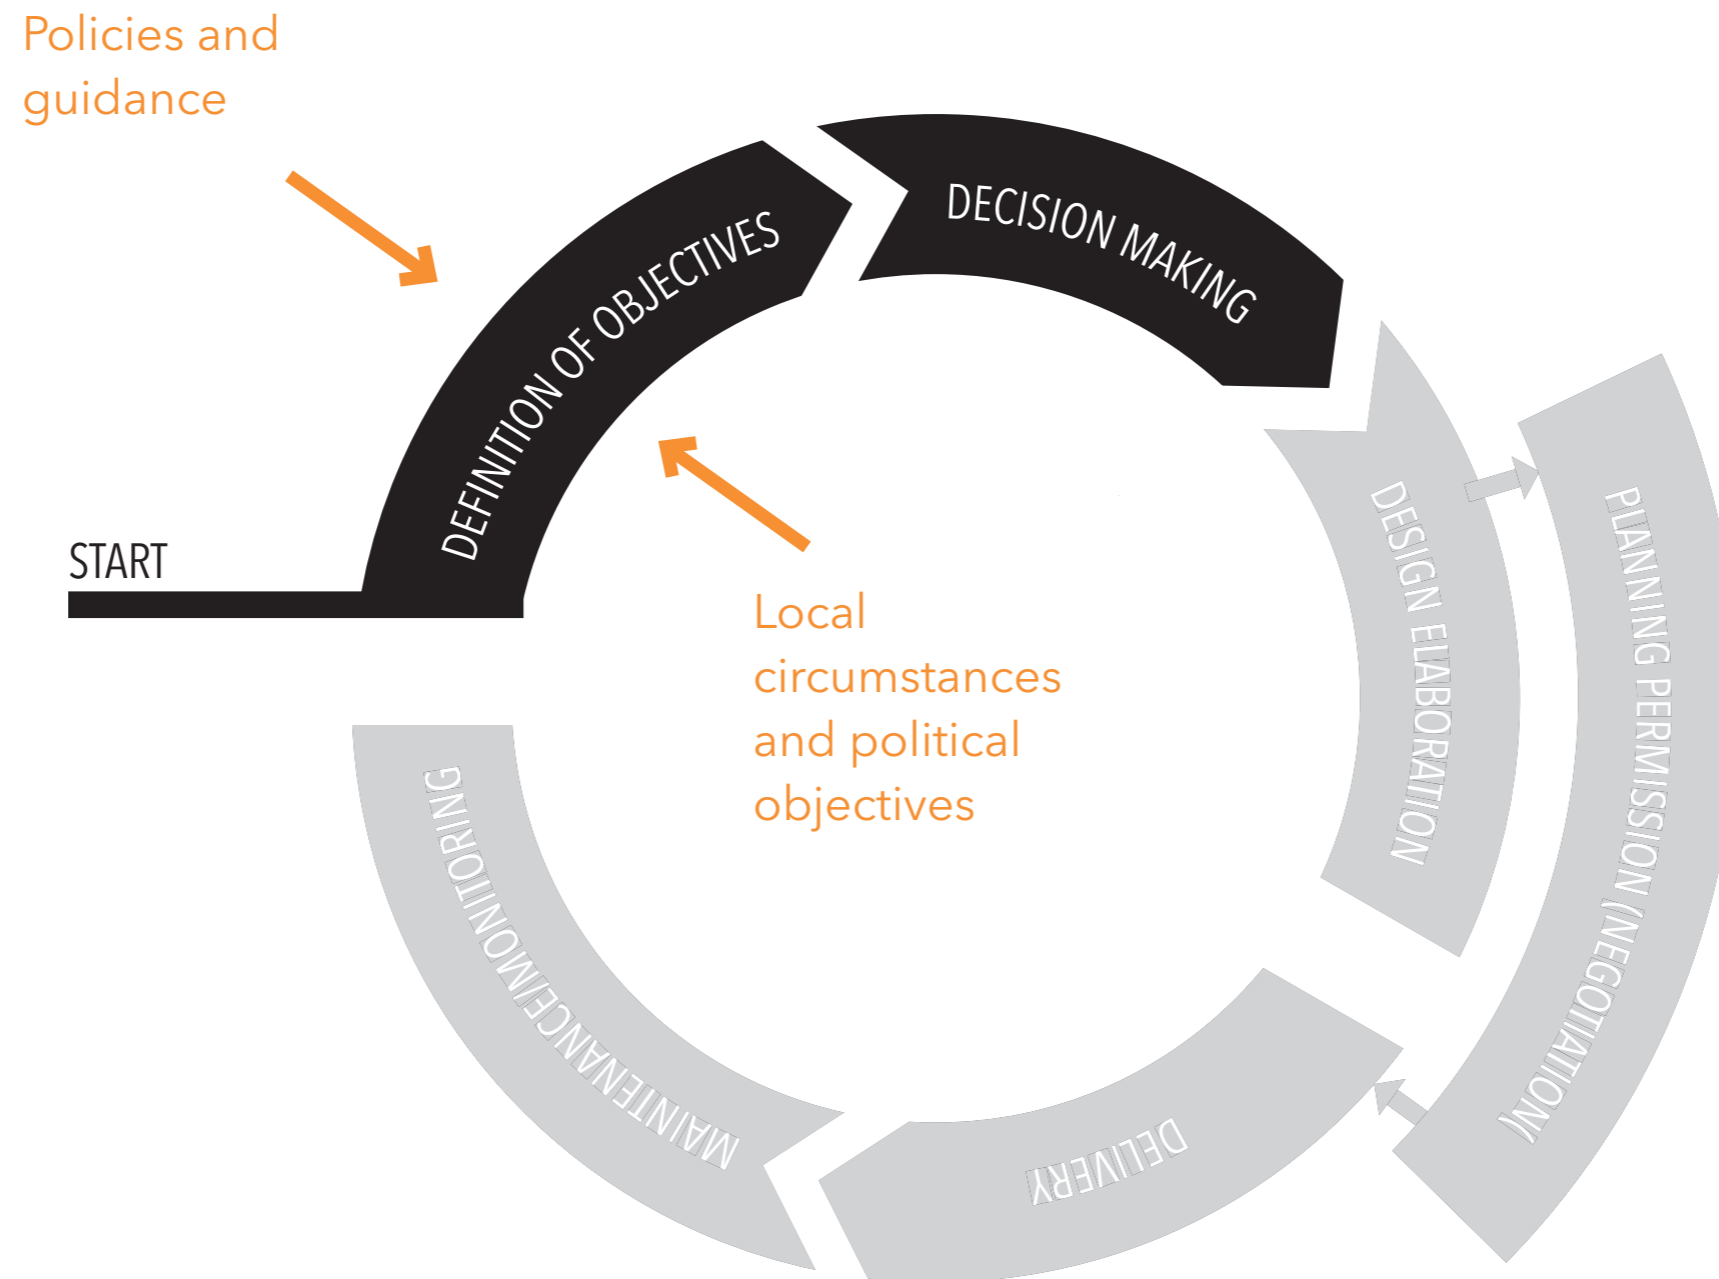 Policies and
guidance
DECISION MAKING
DEFINITION OF OBJECTIVES
START
Local
circumstances
and political
objectives
DESIGN ELABORATION
PLANNING PERMISSION (NEGOTIATION(
DELIVERY
MAINTENANCE/MONITORING